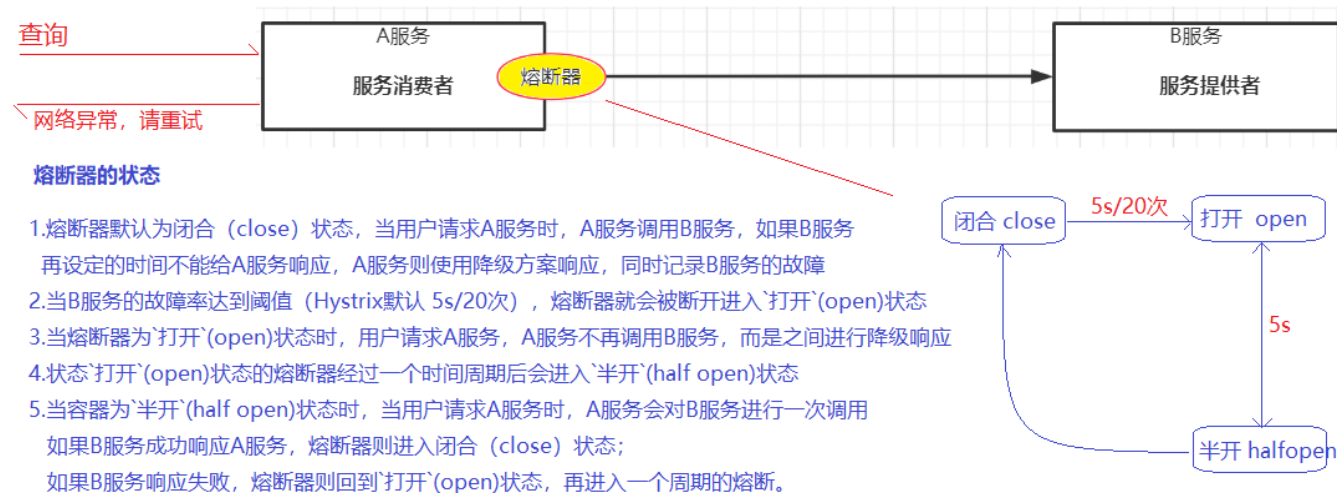 查询
A服务
服务消费者
熔断器
B服务
服务提供者
网络异常，请重试
熔断器的状态
1.熔断器默认为闭合（close）状态，当用户请求A服务时，A服务调用B服务，如果B服务
再设定的时间不能给A服务响应，A服务则使用降级方案响应，同时记录B服务的故障
2.当B服务的故障率达到阈值（Hystrix默认 5s/20次），熔断器就会被断开进入`打开`(open)状态
3.当熔断器为`打开`(open)状态时，用户请求A服务，A服务不再调用B服务，而是之间进行降级响应
4.状态`打开`(open)状态的熔断器经过一个时间周期后会进入`半开`(half open)状态
5.当容器为`半开`(half open)状态时，当用户请求A服务时，A服务会对B服务进行一次调用
如果B服务成功响应A服务，熔断器则进入闭合（close）状态；
如果B服务响应失败，熔断器则回到`打开`(open)状态，再进入一个周期的熔断。
闭合 close
5s/20次
打开 open
5s
半开 halfopen